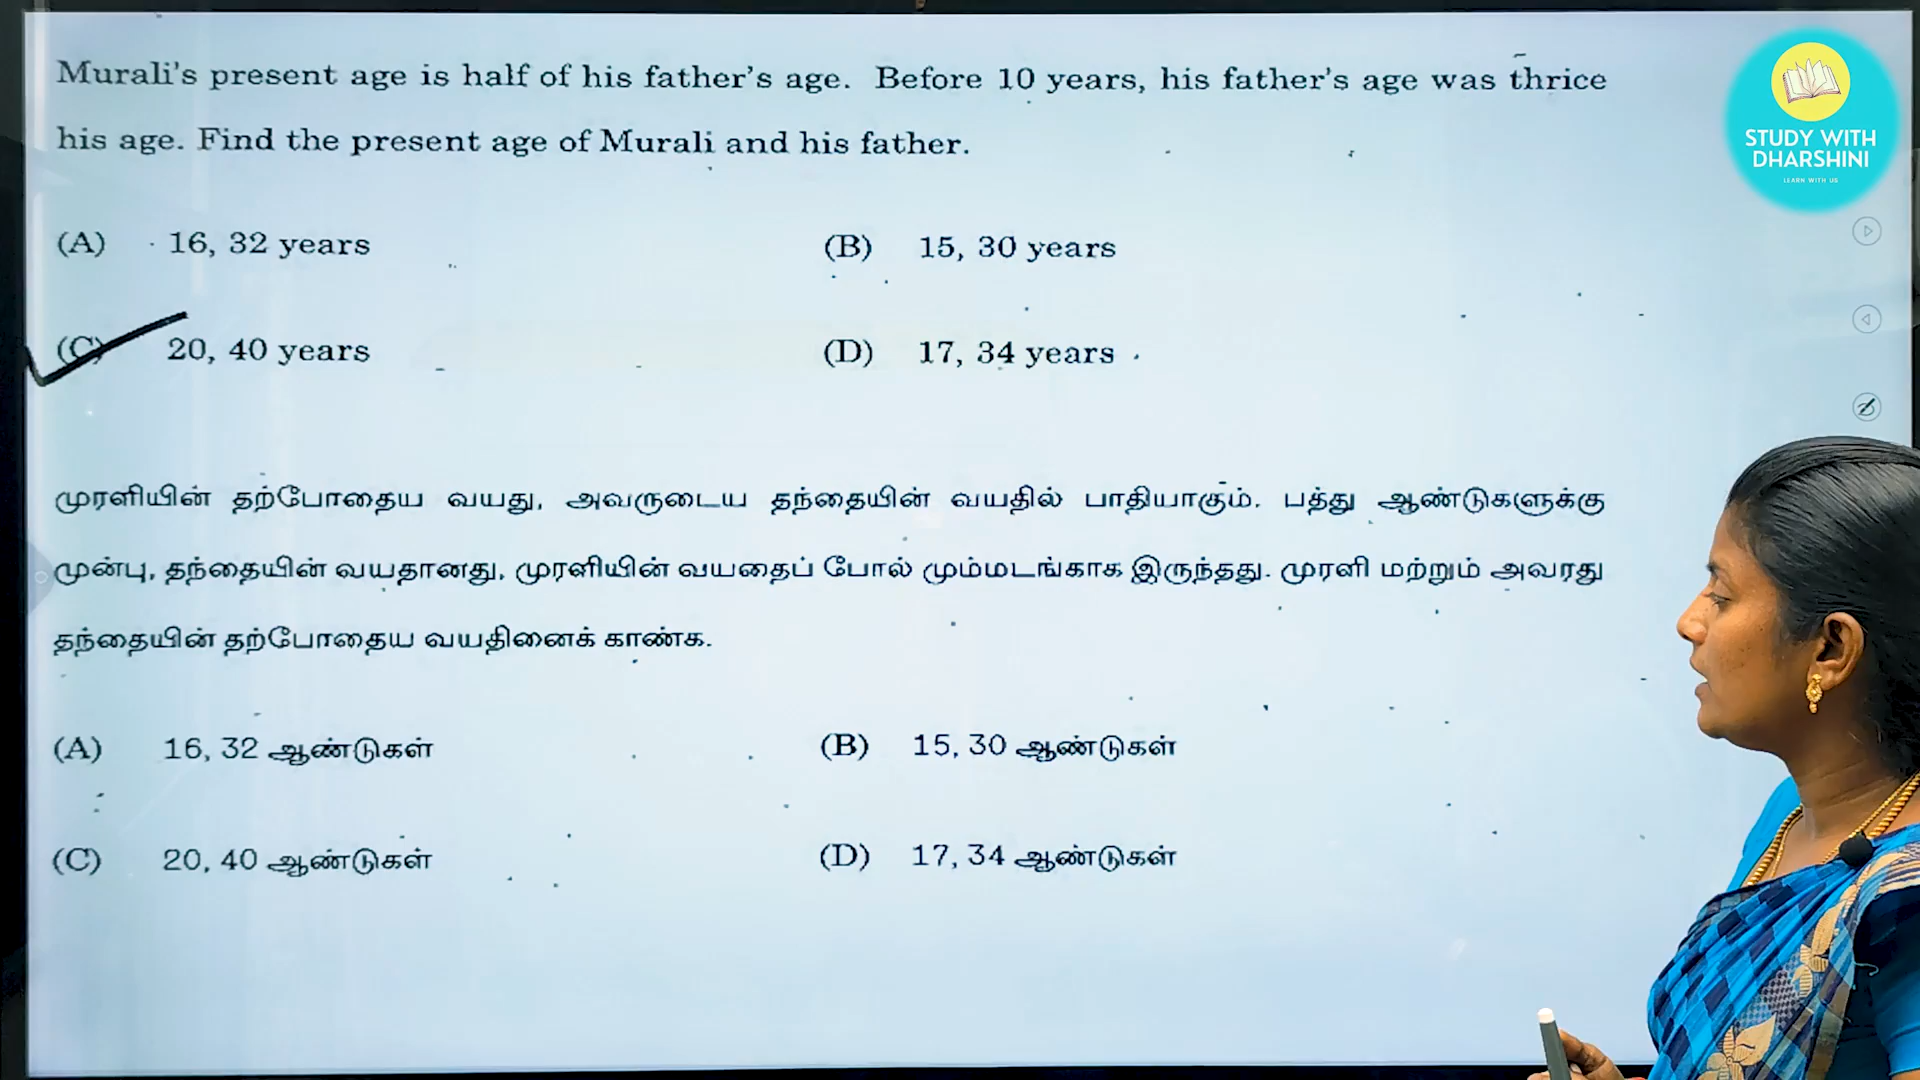 Murali's present age is half of his father's age. Before 10 years, his father's age was thrice
his age. Find the present age of Murali and his father.
(A) 16, 32 years (B) 15, 30 years
(C) 20, 40 years (D) 17, 34 years
முரளியின் தற்போதைய வயது, அவருடைய தந்தையின் வயதில் பாதியாகும். பத்து ஆண்டுகளுக்கு
முன்பு, தந்தையின் வயதானது, முரளியின் வயதைப் போல் மும்மடங்காக இருந்தது. முரளி மற்றும் அவரது
தந்தையின் தற்போதைய வயதினைக் காண்க.
(A) 16, 32 ஆண்டுகள் (B) 15, 30 ஆண்டுகள்
(C) 20, 40 ஆண்டுகள் (D) 17, 34 ஆண்டுகள்
STUDY WITH
DHARSHINI
LEARN WITH US